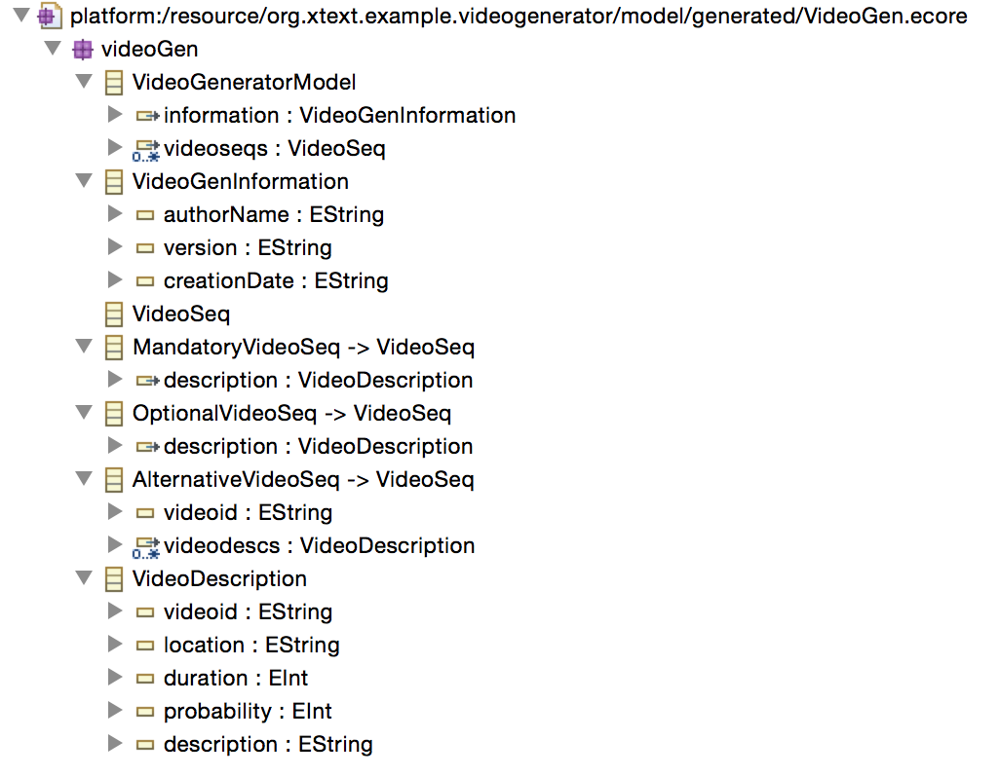 platform:/resource/org.xtext.example.videogenerator/model/generated/VideoGen.ecore
videoGen
VideoGeneratorModel
information : VideoGenInformation
0..* videoseqs : VideoSeq
VideoGenInformation
authorName : EString
version : EString
creationDate : EString
VideoSeq
MandatoryVideoSeq -> VideoSeq
description : VideoDescription
OptionalVideoSeq -> VideoSeq
description : VideoDescription
AlternativeVideoSeq -> VideoSeq
videoid : EString
0..* videodescs : VideoDescription
VideoDescription
videoid : EString
location : EString
duration : EInt
probability : EInt
description : EString